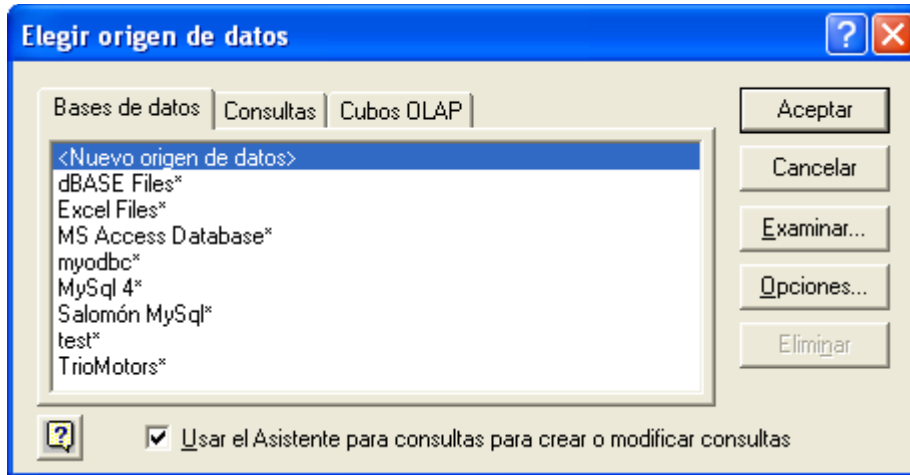 Elegir origen de datos
Bases de datos Consultas Cubos OLAP
<Nuevo origen de datos>
dBASE Files*
Excel Files*
MS Access Database*
myodbc*
MySql 4*
Salomón MySql*
test*
TrioMotors*
Aceptar
Cancelar
Examinar...
Opciones...
Eliminar
Usar el Asistente para consultas para crear o modificar consultas